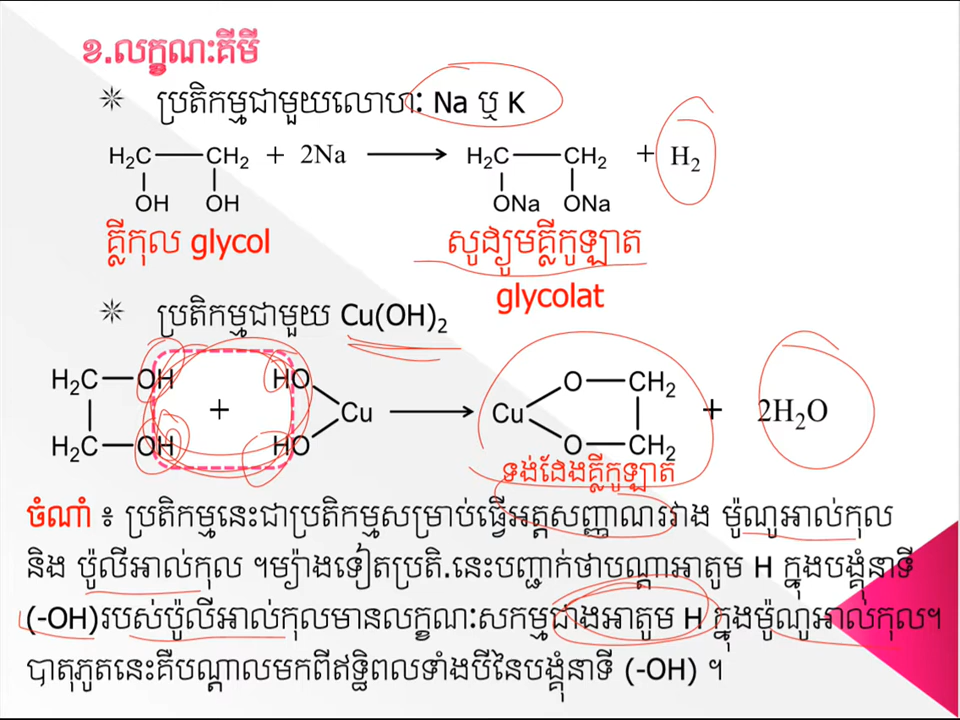 ខ.លក្ខណៈគីមី
ប្រតិកម្មជាមួយលោហៈ Na ឬ K
H₂C — CH₂ + 2Na ⟶ H₂C — CH₂ + H₂
OH OH ONa ONa
គ្លីកុល glycol សូដ្យូមគ្លីកូឡាត
glycolat
ប្រតិកម្មជាមួយ Cu(OH)₂
H₂C — OH HO O — CH₂
+ Cu ⟶ Cu + 2H₂O
H₂C — OH HO O — CH₂
ទង់ដែងគ្លីកូឡាត
ចំណាំ ៖ ប្រតិកម្មនេះជាប្រតិកម្មសម្រាប់ធ្វើអត្តសញ្ញាណរវាង ម៉ូណូអាល់កុល
និង ប៉ូលីអាល់កុល ។ម្យ៉ាងទៀតប្រតិ.នេះបញ្ជាក់ថាបណ្តាអាតូម H ក្នុងបង្គុំនាទី
(-OH)របស់ប៉ូលីអាល់កុលមានលក្ខណៈសកម្មជាងអាតូម H ក្នុងម៉ូណូអាល់កុល។
បាតុភូតនេះគឺបណ្តាលមកពីឥទ្ធិពលទាំងបីនៃបង្គុំនាទី (-OH) ។